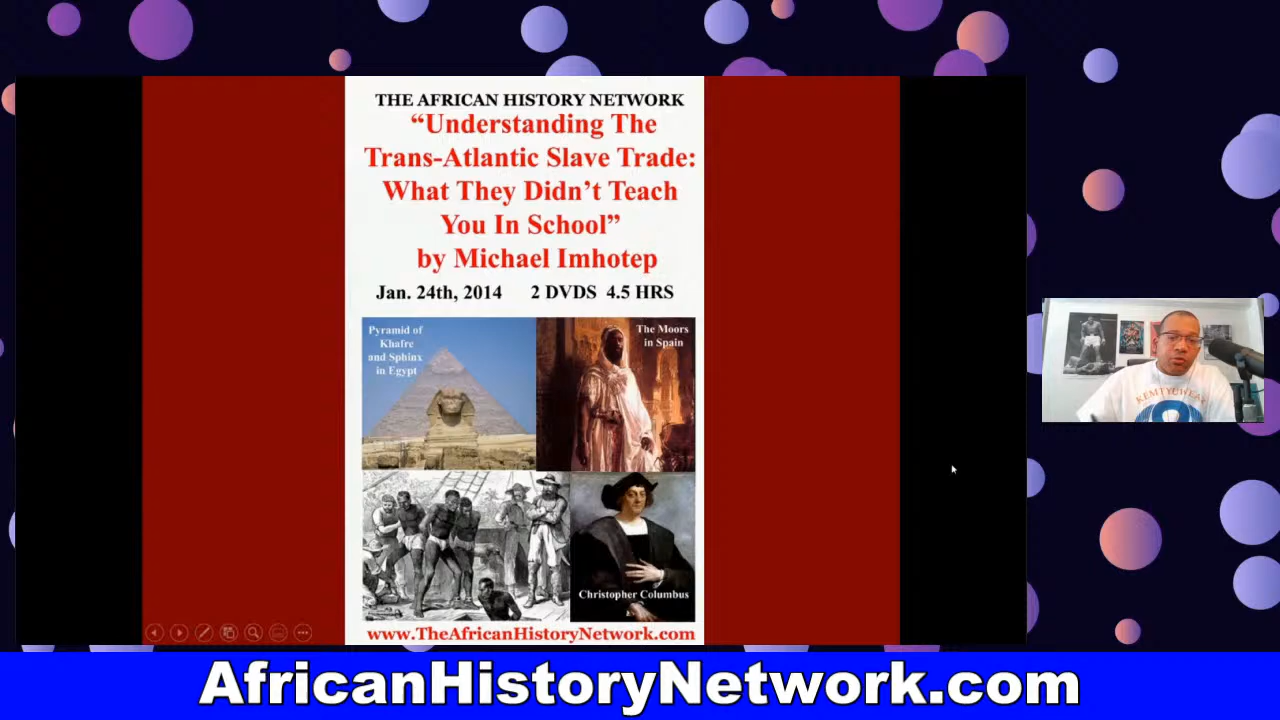 THE AFRICAN HISTORY NETWORK
“Understanding The
Trans-Atlantic Slave Trade:
What They Didn’t Teach
You In School”
by Michael Imhotep
Jan. 24th, 2014 2 DVDS 4.5 HRS
Pyramid of
Khafre
and Sphinx
in Egypt
The Moors
in Spain
Christopher Columbus
www.TheAfricanHistoryNetwork.com
KEMTYUWEAR
AfricanHistoryNetwork.com